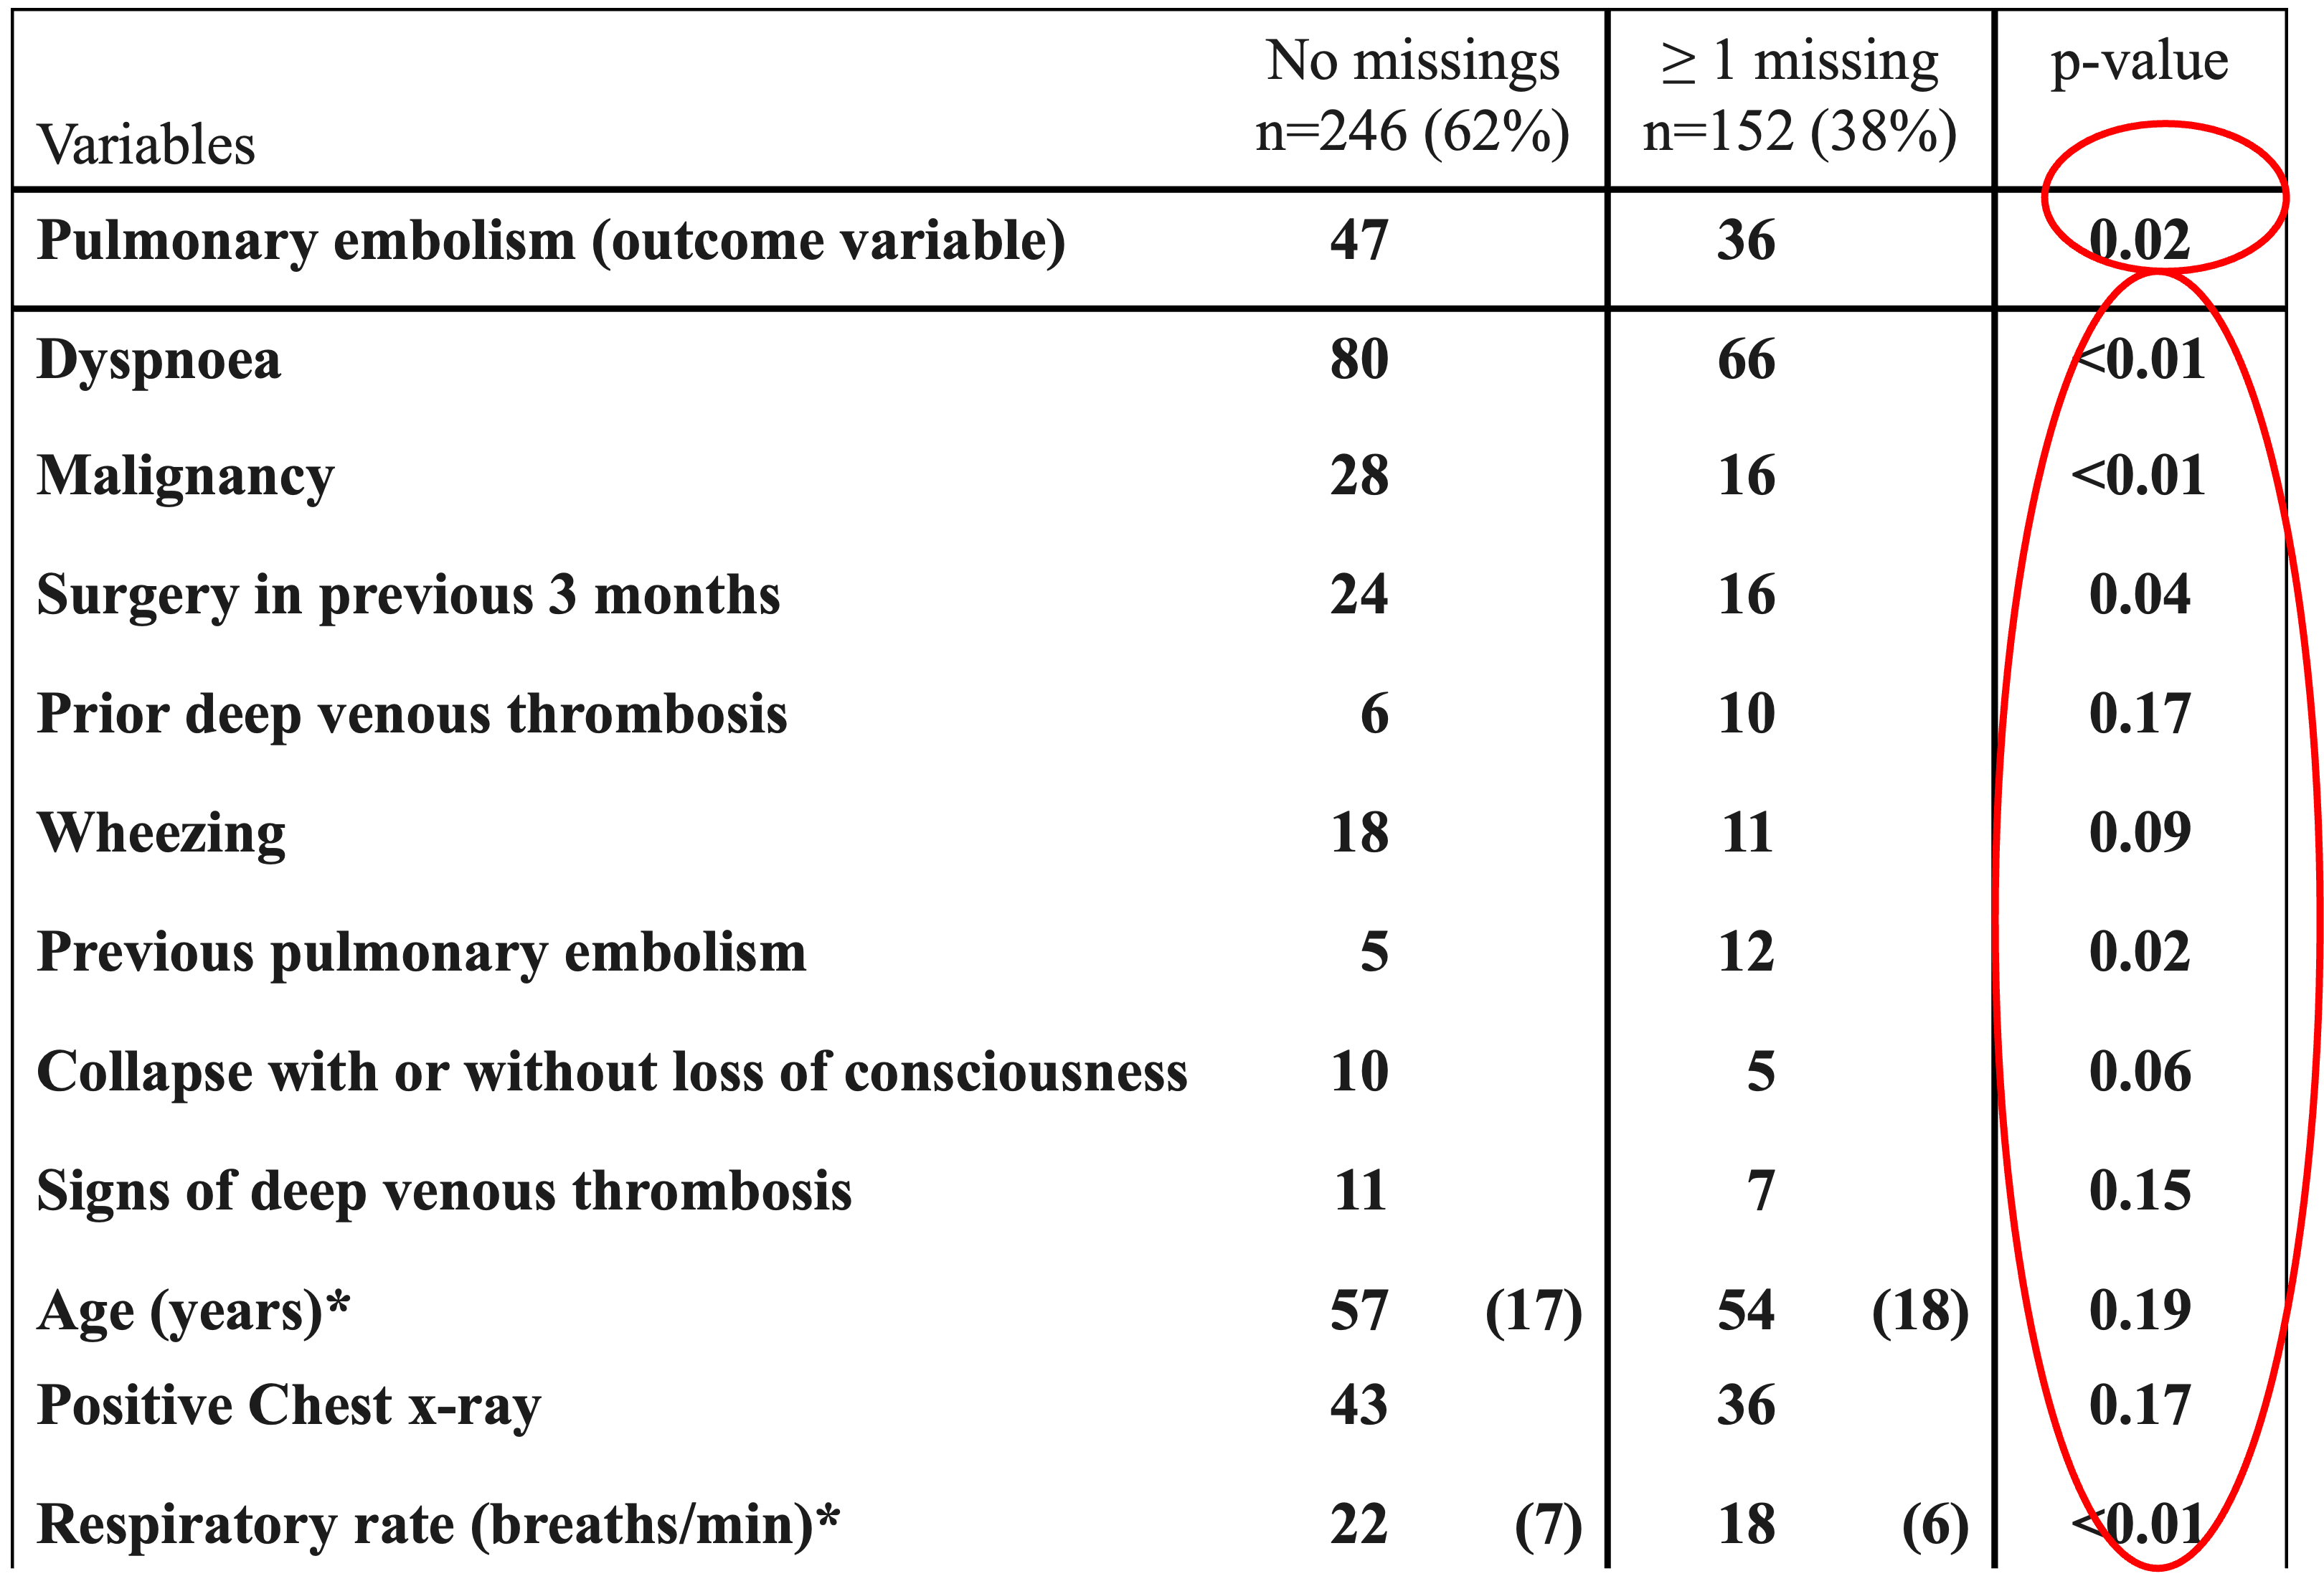 Variables No missings n=246 (62%) ≥ 1 missing n=152 (38%) p-value
Pulmonary embolism (outcome variable) 47 36 0.02
Dyspnoea 80 66 <0.01
Malignancy 28 16 <0.01
Surgery in previous 3 months 24 16 0.04
Prior deep venous thrombosis 6 10 0.17
Wheezing 18 11 0.09
Previous pulmonary embolism 5 12 0.02
Collapse with or without loss of consciousness 10 5 0.06
Signs of deep venous thrombosis 11 7 0.15
Age (years)* 57 (17) 54 (18) 0.19
Positive Chest x-ray 43 36 0.17
Respiratory rate (breaths/min)* 22 (7) 18 (6) <0.01